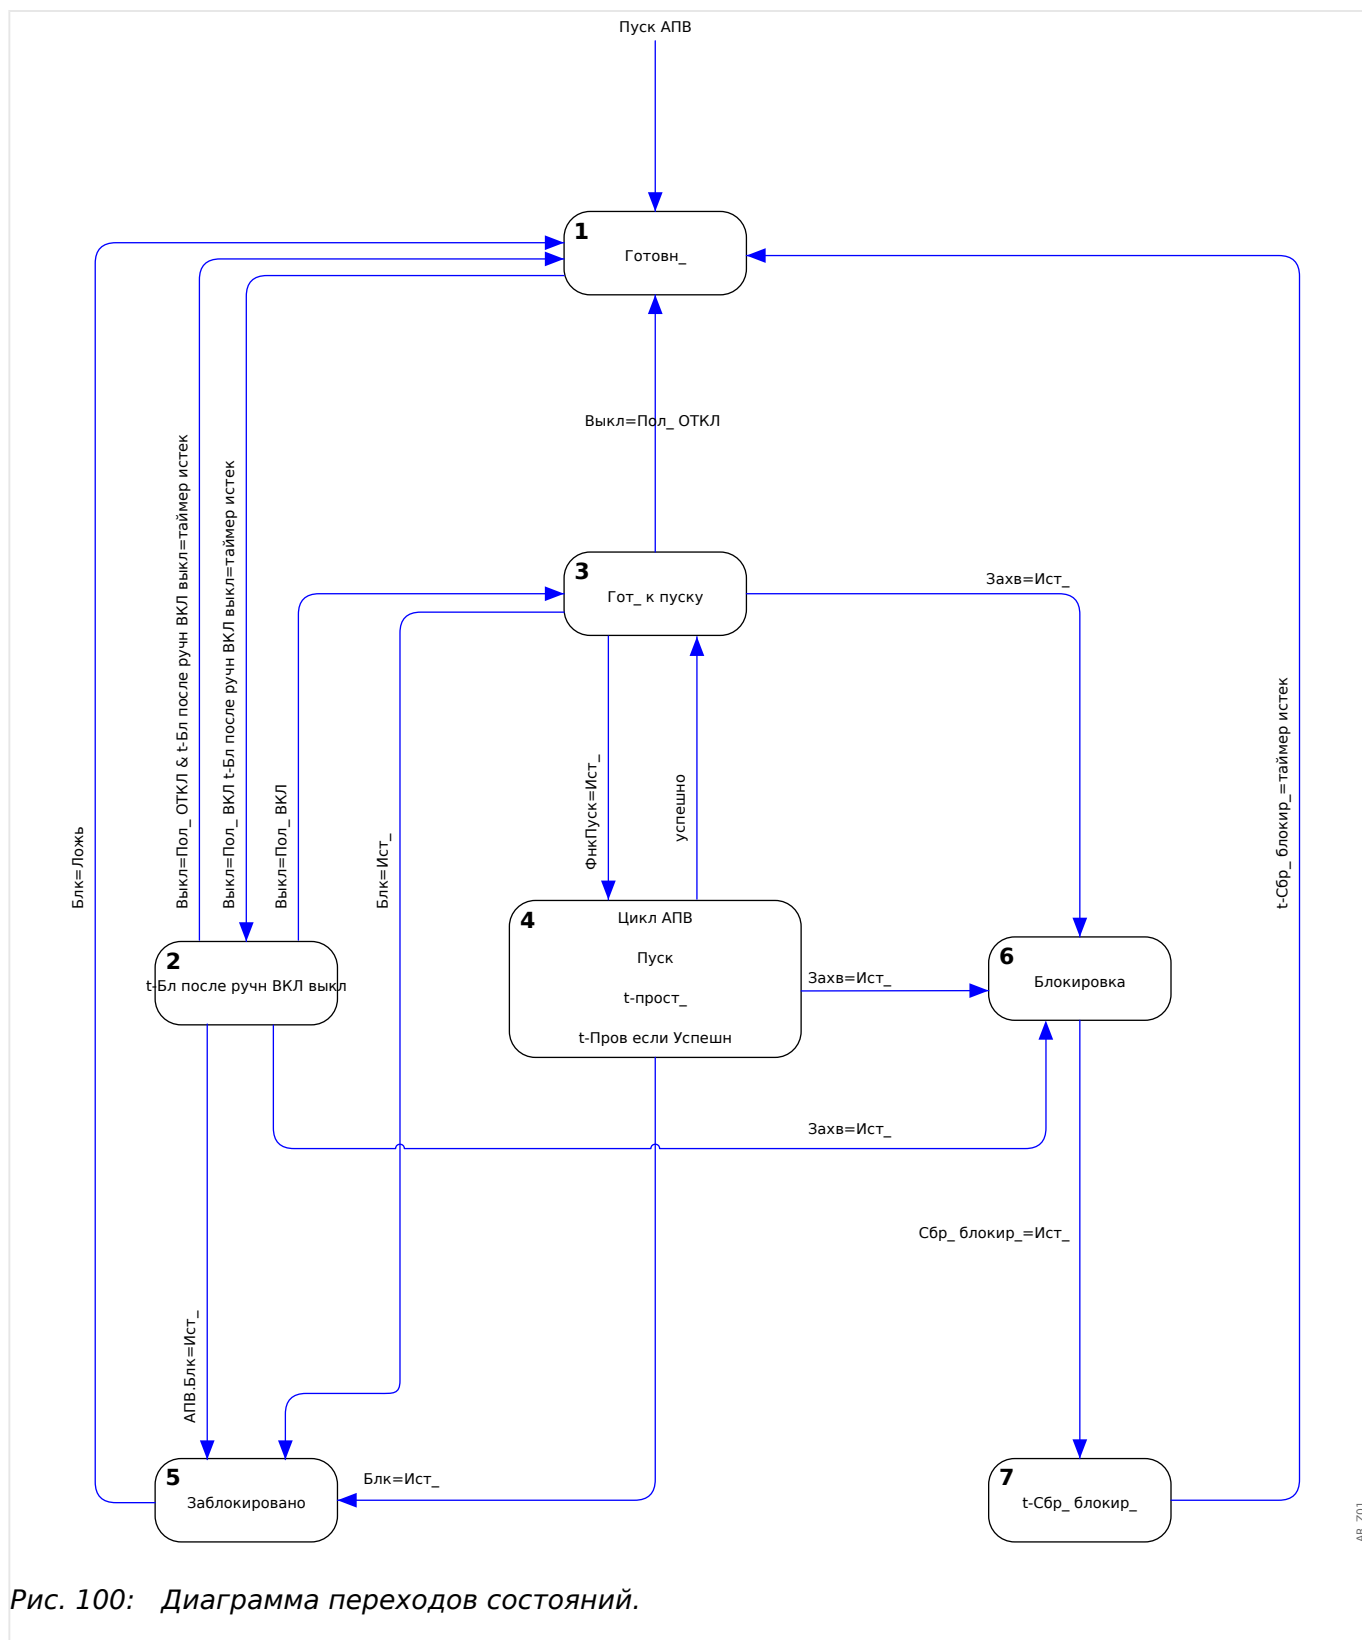 Пуск АПВ
1
Готовн_
Выкл=Пол_ ОТКЛ
3
Гот_ к пуску
Захв=Ист_
Блк=Ложь
Выкл=Пол_ ОТКЛ & t-Бл после ручн ВКЛ выкл=таймер истек
Выкл=Пол_ ВКЛ t-Бл после ручн ВКЛ выкл=таймер истек
Выкл=Пол_ ВКЛ
Блк=Ист_
ФнкПуск=Ист_
успешно
t-Сбр_ блокир_=таймер истек
2
t-Бл после ручн ВКЛ выкл
4
Цикл АПВ
Пуск
t-прост_
t-Пров если Успешн
Захв=Ист_
6
Блокировка
Захв=Ист_
Сбр_ блокир_=Ист_
АПВ.Блк=Ист_
5
Заблокировано
Блк=Ист_
7
t-Сбр_ блокир_
AR_Z01
Рис. 100: Диаграмма переходов состояний.